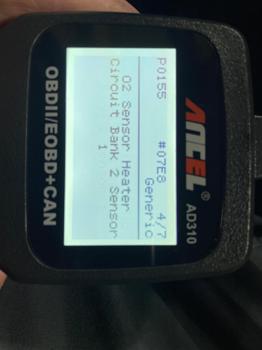 ANCEL AD310
P0155 #07E8 4/7
Generic
O2 Sensor Heater
Circuit Bank 2 Sensor
1
OBDII/EOBD+CAN